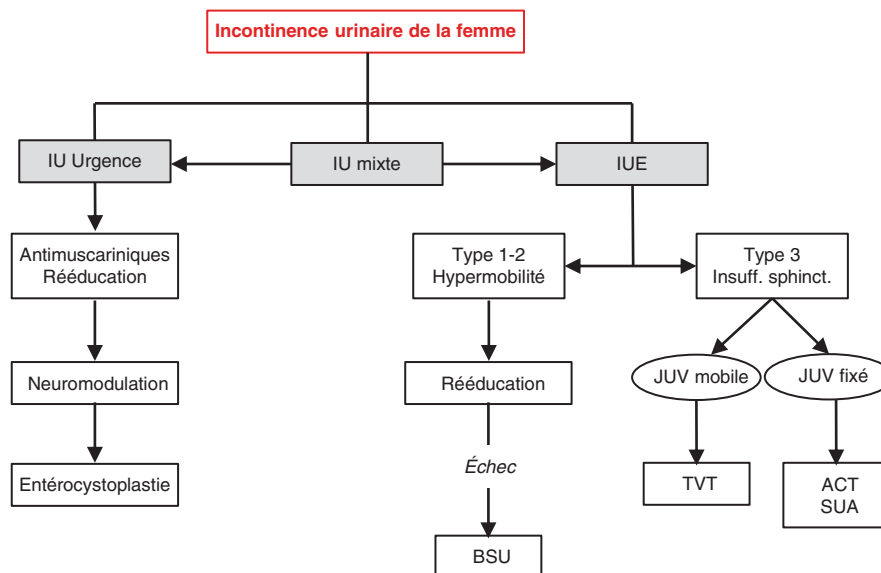 Incontinence urinaire de la femme
IU Urgence
IU mixte
IUE
Antimuscariniques
Rééducation
Type 1-2
Hypermobilité
Type 3
Insuff. sphinct.
Neuromodulation
Rééducation
JUV mobile
JUV fixé
Échec
Entérocystoplastie
TVT
ACT
SUA
BSU